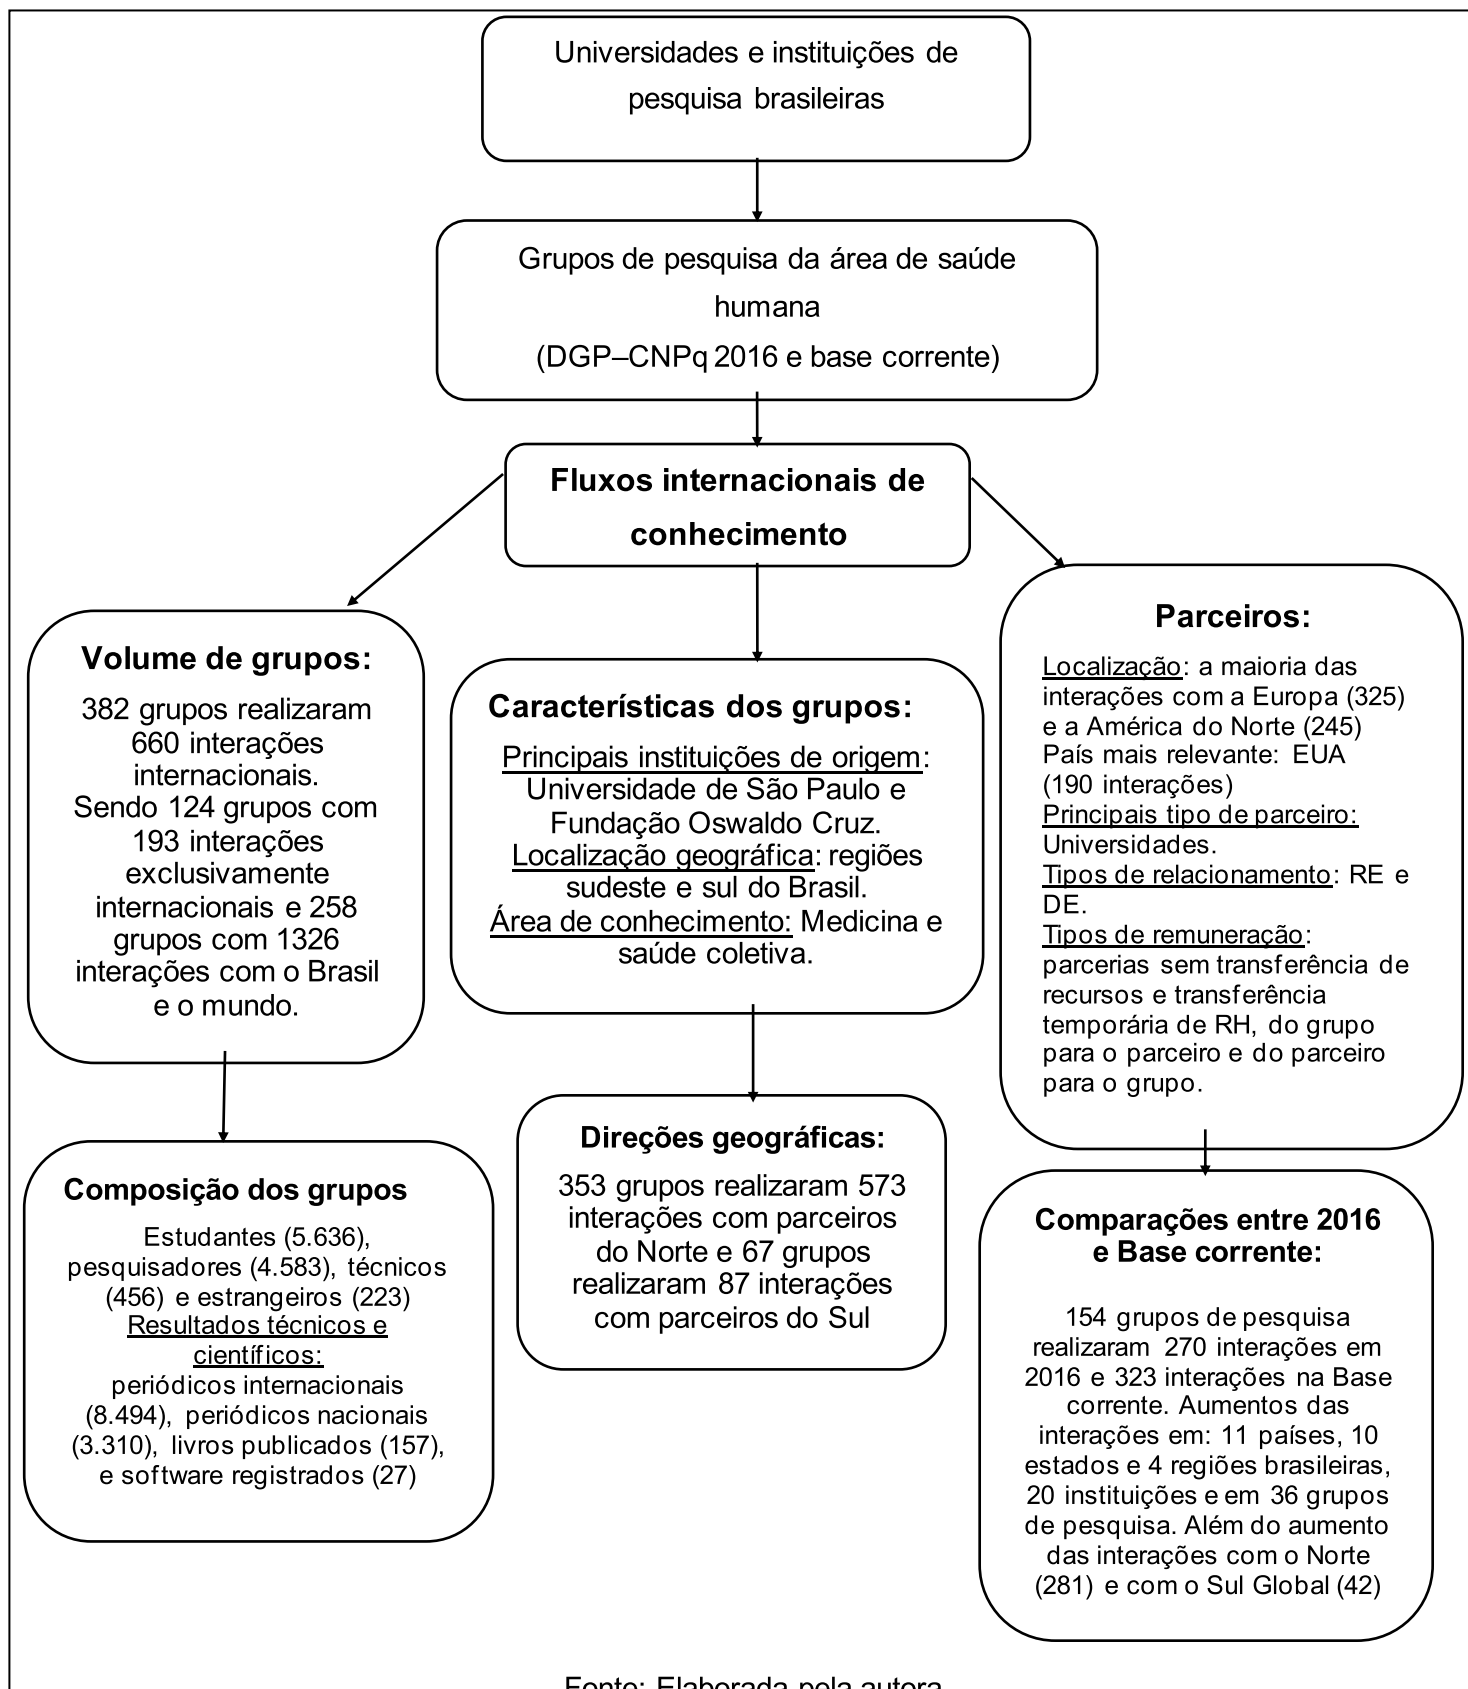 Universidades e instituições de
pesquisa brasileiras
Grupos de pesquisa da área de saúde
humana
(DGP–CNPq 2016 e base corrente)
Fluxos internacionais de
conhecimento
Volume de grupos:
382 grupos realizaram
660 interações
internacionais.
Sendo 124 grupos com
193 interações
exclusivamente
internacionais e 258
grupos com 1326
interações com o Brasil
e o mundo.
Características dos grupos:
Principais instituições de origem:
Universidade de São Paulo e
Fundação Oswaldo Cruz.
Localização geográfica: regiões
sudeste e sul do Brasil.
Área de conhecimento: Medicina e
saúde coletiva.
Parceiros:
Localização: a maioria das
interações com a Europa (325)
e a América do Norte (245)
País mais relevante: EUA
(190 interações)
Principais tipo de parceiro:
Universidades.
Tipos de relacionamento: RE e
DE.
Tipos de remuneração:
parcerias sem transferência de
recursos e transferência
temporária de RH, do grupo
para o parceiro e do parceiro
para o grupo.
Composição dos grupos
Estudantes (5.636),
pesquisadores (4.583), técnicos
(456) e estrangeiros (223)
Resultados técnicos e
científicos:
periódicos internacionais
(8.494), periódicos nacionais
(3.310), livros publicados (157),
e software registrados (27)
Direções geográficas:
353 grupos realizaram 573
interações com parceiros
do Norte e 67 grupos
realizaram 87 interações
com parceiros do Sul
Comparações entre 2016
e Base corrente:
154 grupos de pesquisa
realizaram 270 interações em
2016 e 323 interações na Base
corrente. Aumentos das
interações em: 11 países, 10
estados e 4 regiões brasileiras,
20 instituições e em 36 grupos
de pesquisa. Além do aumento
das interações com o Norte
(281) e com o Sul Global (42)
Fonte: Elaborada pela autora